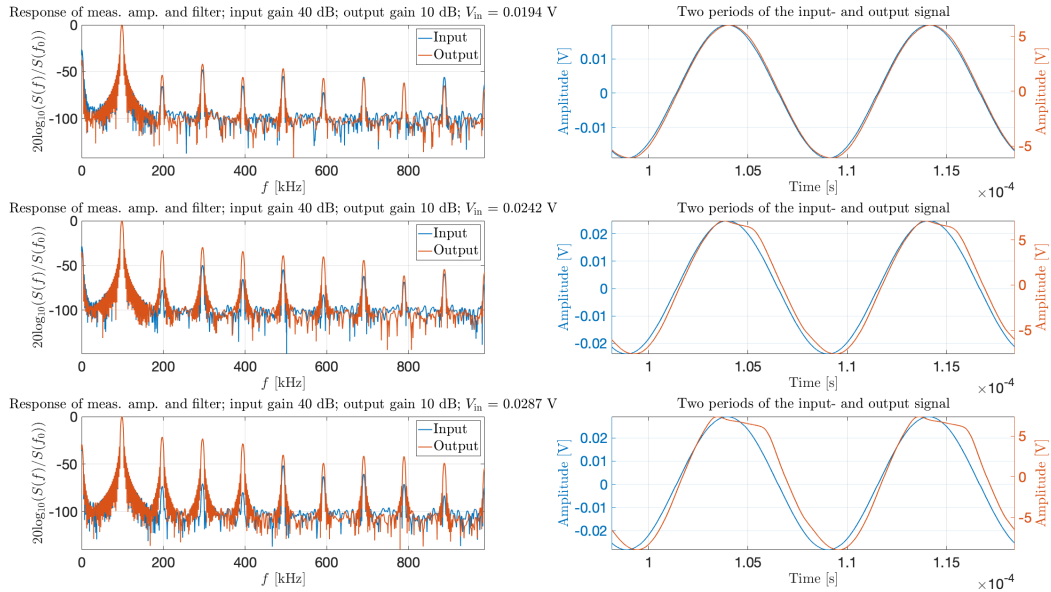 Response of meas. amp. and filter; input gain 40 dB; output gain 10 dB; V_in = 0.0194 V
0
-50
-100
20log₁₀(S(f)/S(f₀))
Input
Output
0 200 400 600 800
f [kHz]
Two periods of the input- and output signal
0.01
0
-0.01
Amplitude [V]
5
0
-5
Amplitude [V]
1 1.05 1.1 1.15
Time [s]
×10⁻⁴
Response of meas. amp. and filter; input gain 40 dB; output gain 10 dB; V_in = 0.0242 V
0
-50
-100
20log₁₀(S(f)/S(f₀))
Input
Output
0 200 400 600 800
f [kHz]
Two periods of the input- and output signal
0.02
0.01
0
-0.01
-0.02
Amplitude [V]
5
0
-5
Amplitude [V]
1 1.05 1.1 1.15
Time [s]
×10⁻⁴
Response of meas. amp. and filter; input gain 40 dB; output gain 10 dB; V_in = 0.0287 V
0
-50
-100
20log₁₀(S(f)/S(f₀))
Input
Output
0 200 400 600 800
f [kHz]
Two periods of the input- and output signal
0.02
0.01
0
-0.01
-0.02
Amplitude [V]
5
0
-5
Amplitude [V]
1 1.05 1.1 1.15
Time [s]
×10⁻⁴